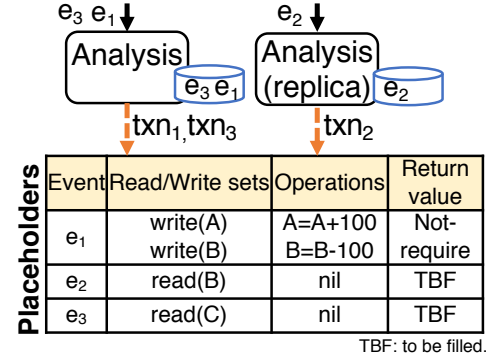 e3 e1
e2
Analysis
e3 e1
Analysis
(replica)
e2
txn1,txn3
txn2
Placeholders
Event Read/Write sets Operations Return value
e1 write(A) A=A+100 Not-
write(B) B=B-100 require
e2 read(B) nil TBF
e3 read(C) nil TBF
TBF: to be filled.